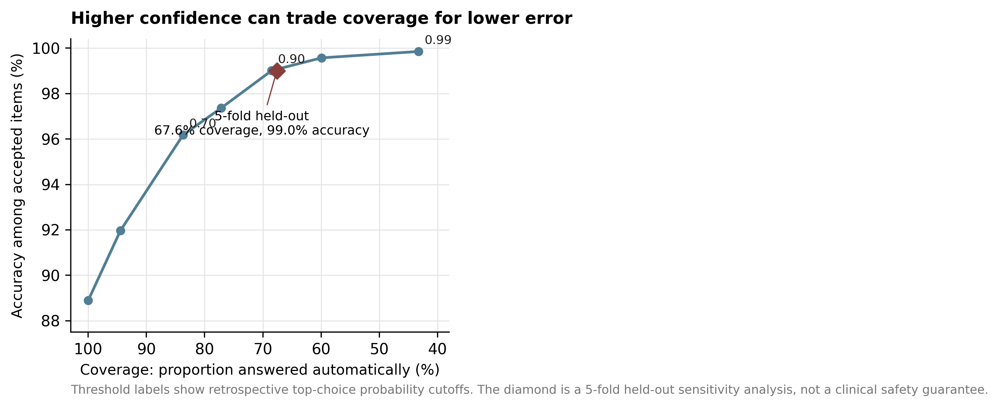 Higher confidence can trade coverage for lower error
0.99
100
0.90
98
5-fold held-out
0.70
67.6% coverage, 99.0% accuracy
96
94
92
90
88
Accuracy among accepted items (%)
100 90 80 70 60 50 40
Coverage: proportion answered automatically (%)
Threshold labels show retrospective top-choice probability cutoffs. The diamond is a 5-fold held-out sensitivity analysis, not a clinical safety guarantee.